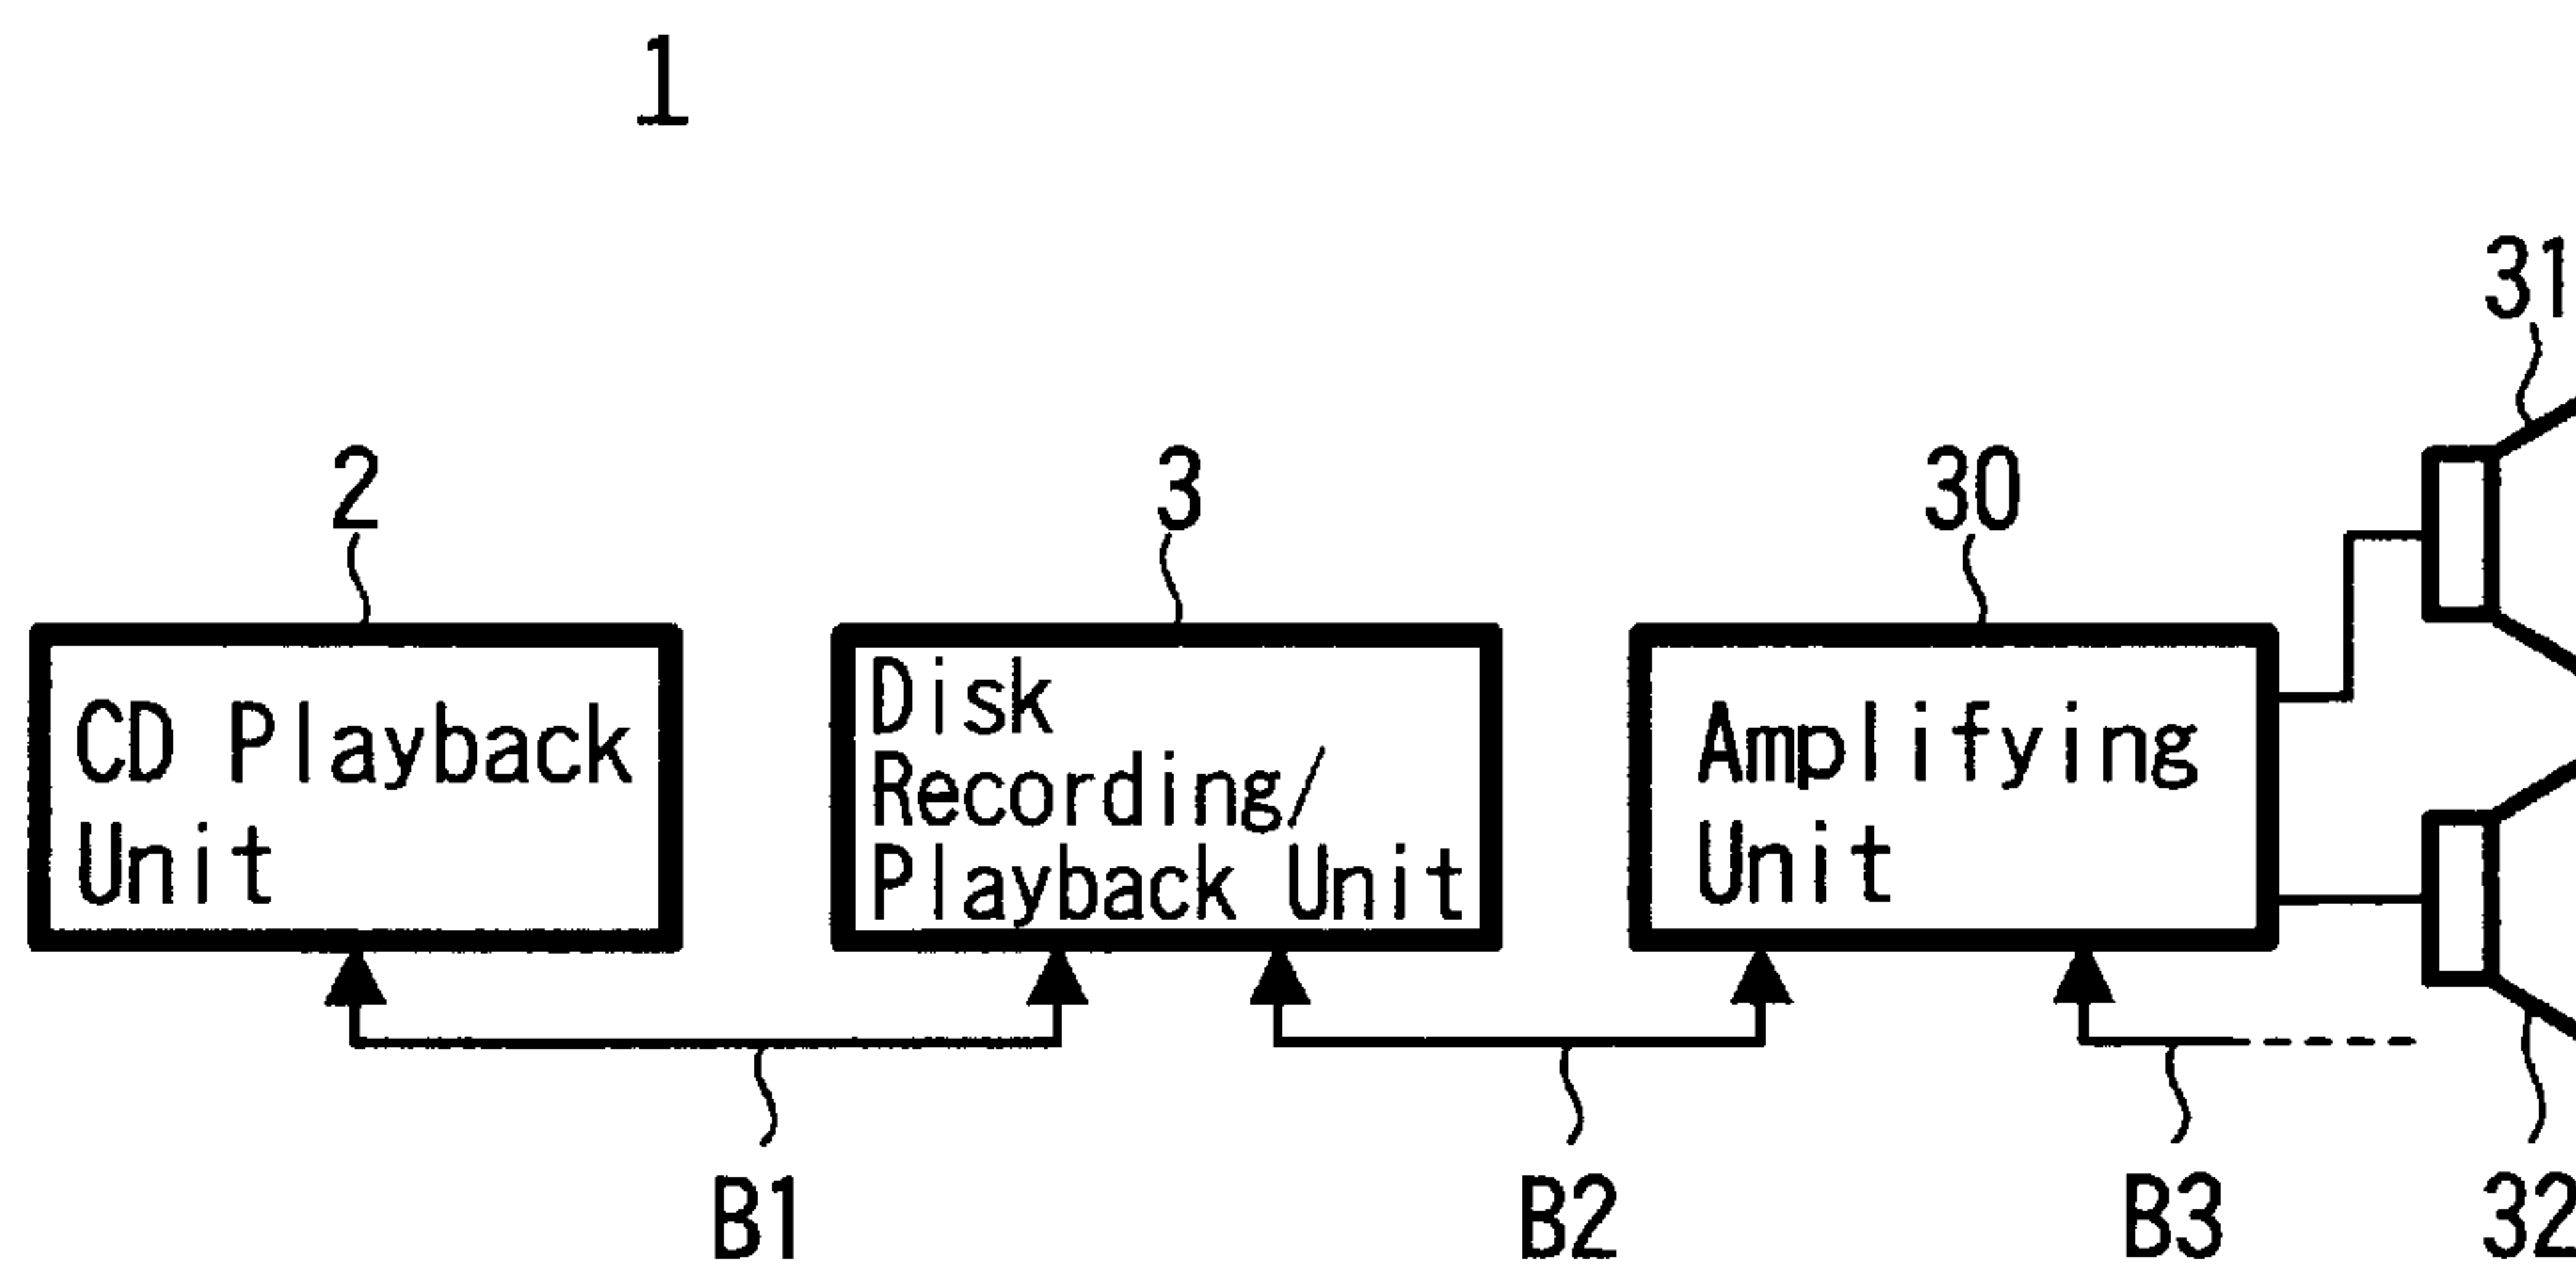 1
31
2
3
30
CD Playback
Unit
Disk
Recording/
Playback Unit
Amplifying
Unit
B1
B2
B3
32